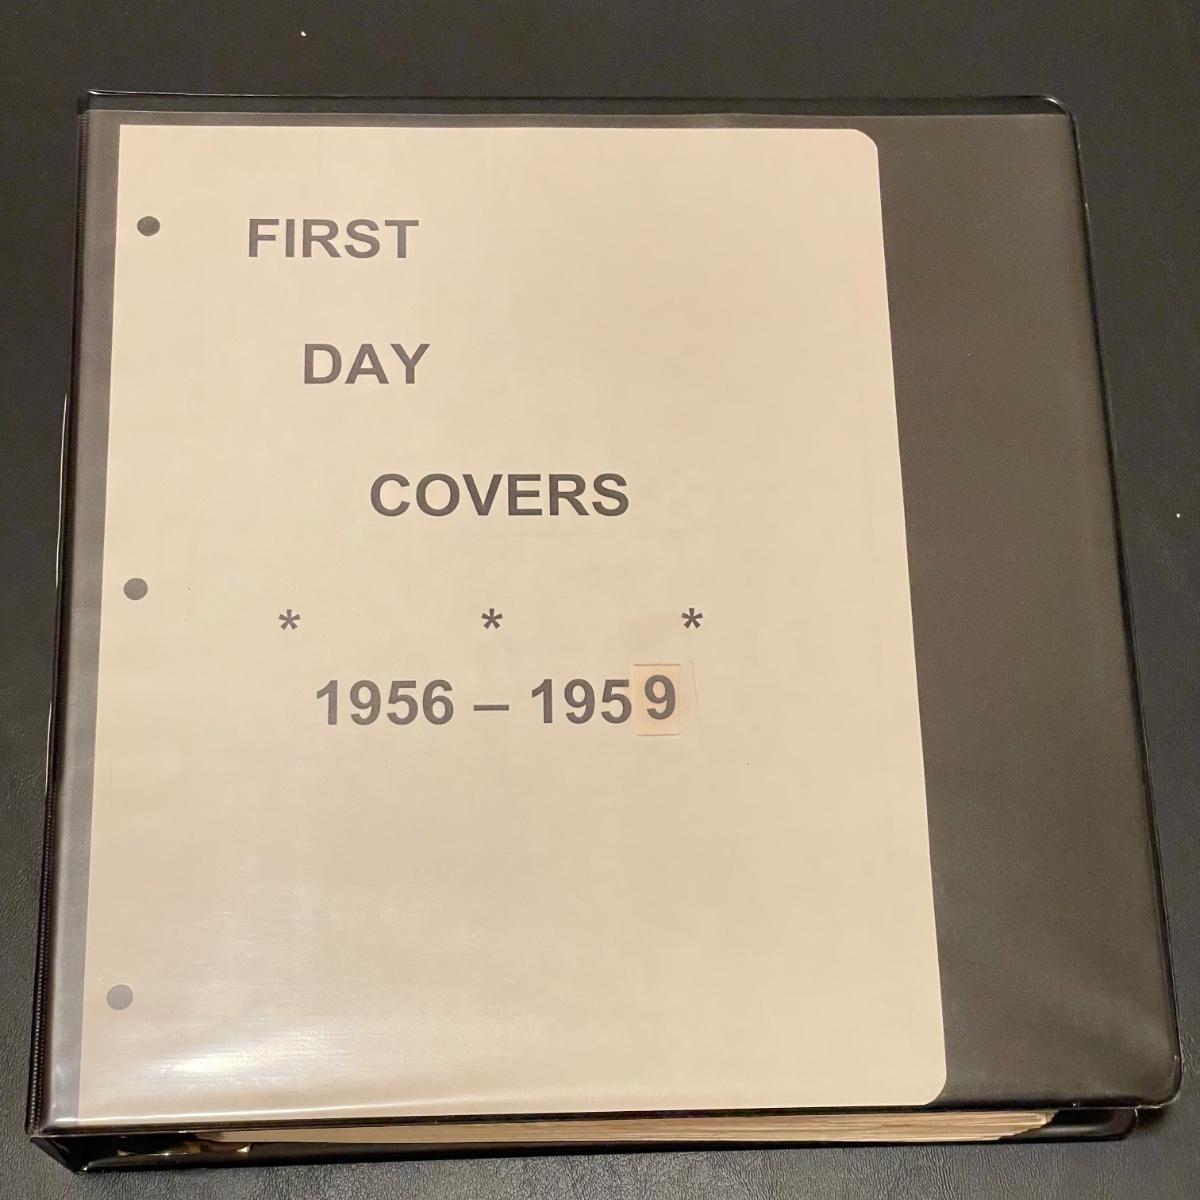 FIRST
DAY
COVERS
* * *
1956 – 1959